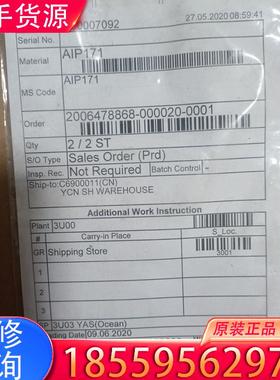 手货源
0007092
27.05.2020 08:59:41
Serial No.
Material
AIP171
MS Code
AIP171
Order
2006478868-000020-0001
Qty
2 / 2 ST
S/O Type
Sales Order (Prd)
Insp. Rec.
Not Required
Batch Control
-
Ship-to:C6900011(CN)
YCN SH WAREHOUSE
Additional Work Instruction
Plant
3U00
#
Carry-in Place
S_Loc.
GR
Shipping Store
3001
1
2
3
3U03 YAS(Ocean)
Date
09.06.2020
修
询
原装正品
18559562975